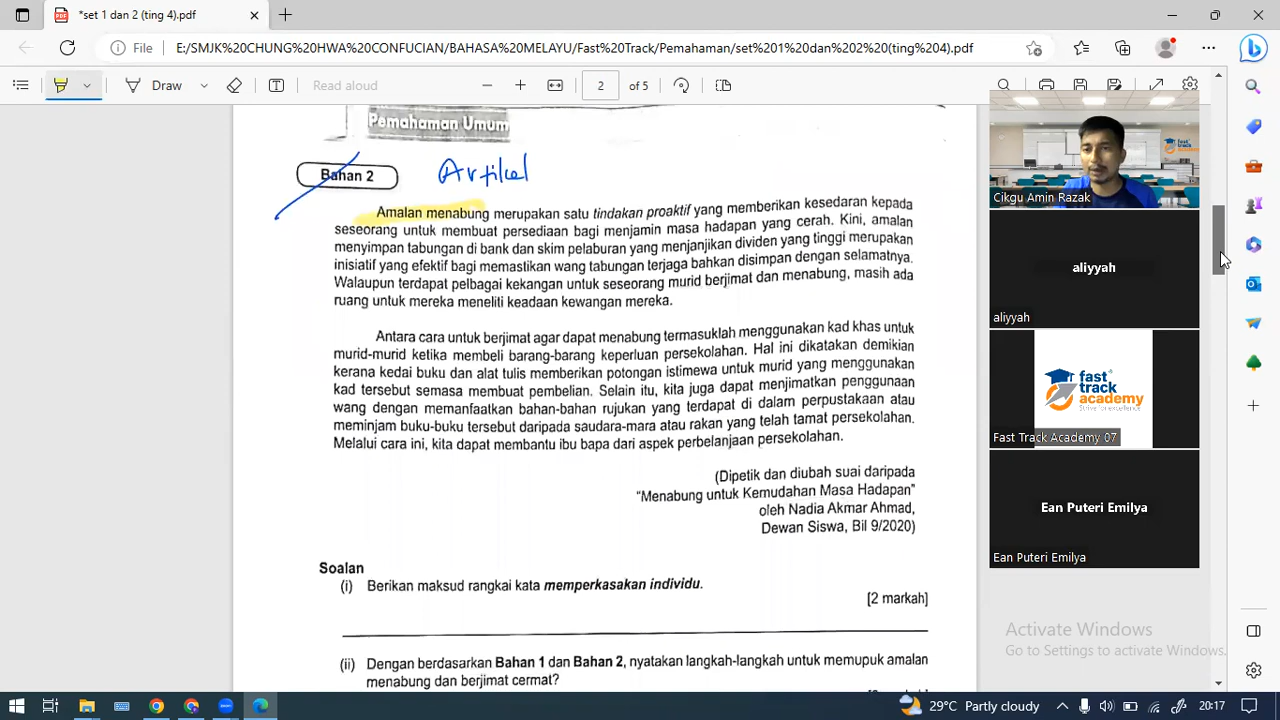 *set 1 and 2 (ting 4).pdf
File
E:/SMJK%20CHUNG%20HWA%20CONFUCIAN/BAHASA%20MELAYU/Fast%20Track/Pemahaman/set%201%20dan%202%20(ting%204).pdf
Draw
Read aloud
2
of 5
Pemahaman Umum
Bahan 2
Artikel
Amalan menabung merupakan satu tindakan proaktif yang memberikan kesedaran kepada
seseorang untuk membuat persediaan bagi menjamin masa hadapan yang cerah. Kini, amalan
menyimpan tabungan di bank dan skim pelaburan yang menjanjikan dividen yang tinggi merupakan
inisiatif yang efektif bagi memastikan wang tabungan terjaga bahkan disimpan dengan selamatnya.
Walaupun terdapat pelbagai kekangan untuk seseorang murid berjimat dan menabung, masih ada
ruang untuk mereka meneliti keadaan kewangan mereka.
Antara cara untuk berjimat agar dapat menabung termasuklah menggunakan kad khas untuk
murid-murid ketika membeli barang-barang keperluan persekolahan. Hal ini dikatakan demikian
kerana kedai buku dan alat tulis memberikan potongan istimewa untuk murid yang menggunakan
kad tersebut semasa membuat pembelian. Selain itu, kita juga dapat menjimatkan penggunaan
wang dengan memanfaatkan bahan-bahan rujukan yang terdapat di dalam perpustakaan atau
meminjam buku-buku tersebut daripada saudara-mara atau rakan yang telah tamat persekolahan.
Melalui cara ini, kita dapat membantu ibu bapa dari aspek perbelanjaan persekolahan.
(Dipetik dan diubah suai daripada
"Menabung untuk Kemudahan Masa Hadapan"
oleh Nadia Akmar Ahmad,
Dewan Siswa, Bil 9/2020)
Soalan
(i) Berikan maksud rangkai kata memperkasakan individu.
[2 markah]
(ii) Dengan berdasarkan Bahan 1 dan Bahan 2, nyatakan langkah-langkah untuk memupuk amalan
menabung dan berjimat cermat?
Cikgu Amin Razak
aliyyah
aliyyah
fast
track
academy
Strive for excellence
Fast Track Academy 07
Ean Puteri Emilya
Ean Puteri Emilya
Activate Windows
Go to Settings to activate Windows.
29°C Partly cloudy
20:17